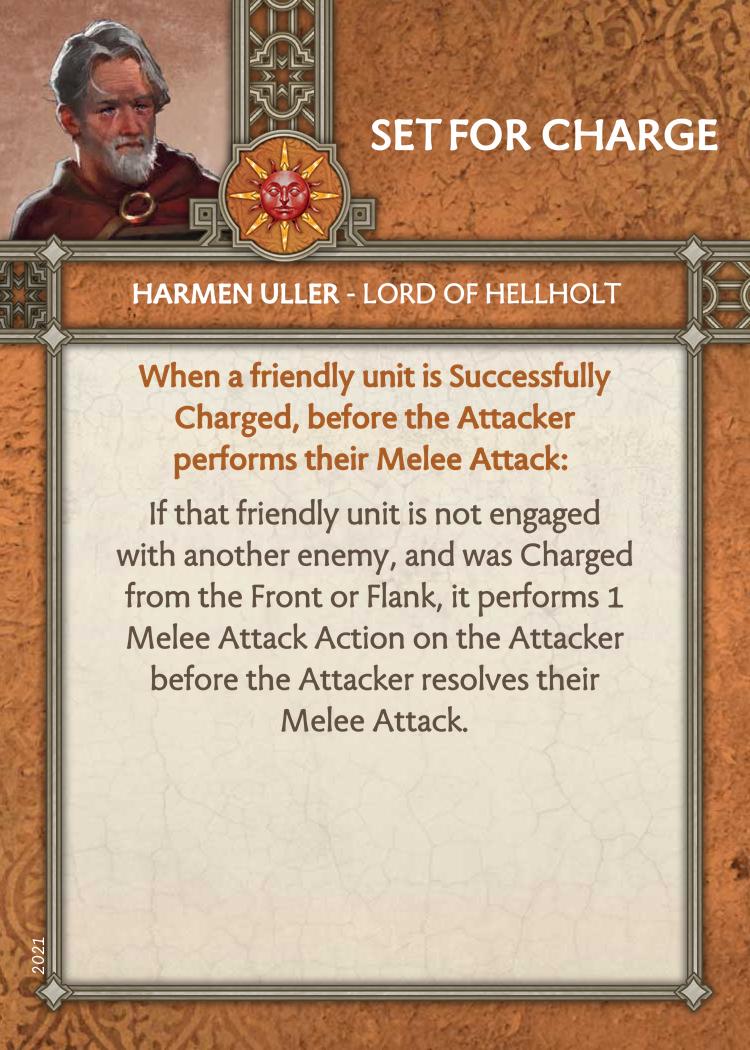 SET FOR CHARGE
HARMEN ULLER - LORD OF HELLHOLT
When a friendly unit is Successfully
Charged, before the Attacker
performs their Melee Attack:
If that friendly unit is not engaged
with another enemy, and was Charged
from the Front or Flank, it performs 1
Melee Attack Action on the Attacker
before the Attacker resolves their
Melee Attack.
2021